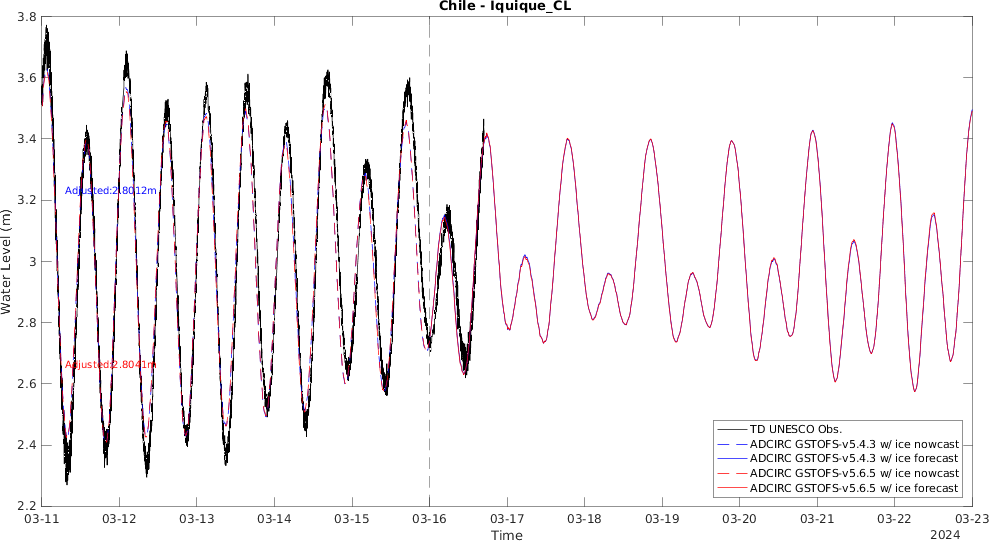 Chile - Iquique_CL
3.8
3.6
3.4
3.2
3
2.8
2.6
2.4
2.2
Water Level (m)
Adjusted:2.8012m
Adjusted:2.8041m
TD UNESCO Obs.
ADCIRC GSTOFS-v5.4.3 w/ ice nowcast
ADCIRC GSTOFS-v5.4.3 w/ ice forecast
ADCIRC GSTOFS-v5.6.5 w/ ice nowcast
ADCIRC GSTOFS-v5.6.5 w/ ice forecast
03-11 03-12 03-13 03-14 03-15 03-16 03-17 03-18 03-19 03-20 03-21 03-22 03-23
Time
2024